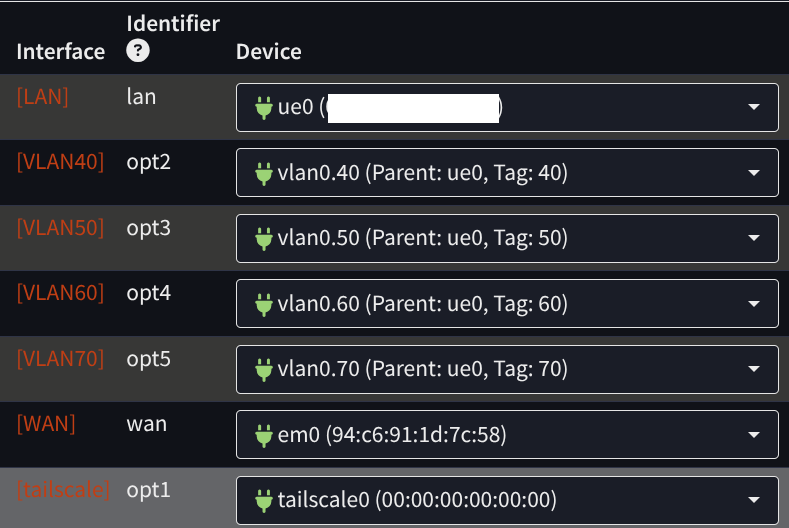 Interface Identifier ? Device
[LAN] lan ue0 ( )
[VLAN40] opt2 vlan0.40 (Parent: ue0, Tag: 40)
[VLAN50] opt3 vlan0.50 (Parent: ue0, Tag: 50)
[VLAN60] opt4 vlan0.60 (Parent: ue0, Tag: 60)
[VLAN70] opt5 vlan0.70 (Parent: ue0, Tag: 70)
[WAN] wan em0 (94:c6:91:1d:7c:58)
[tailscale] opt1 tailscale0 (00:00:00:00:00:00)